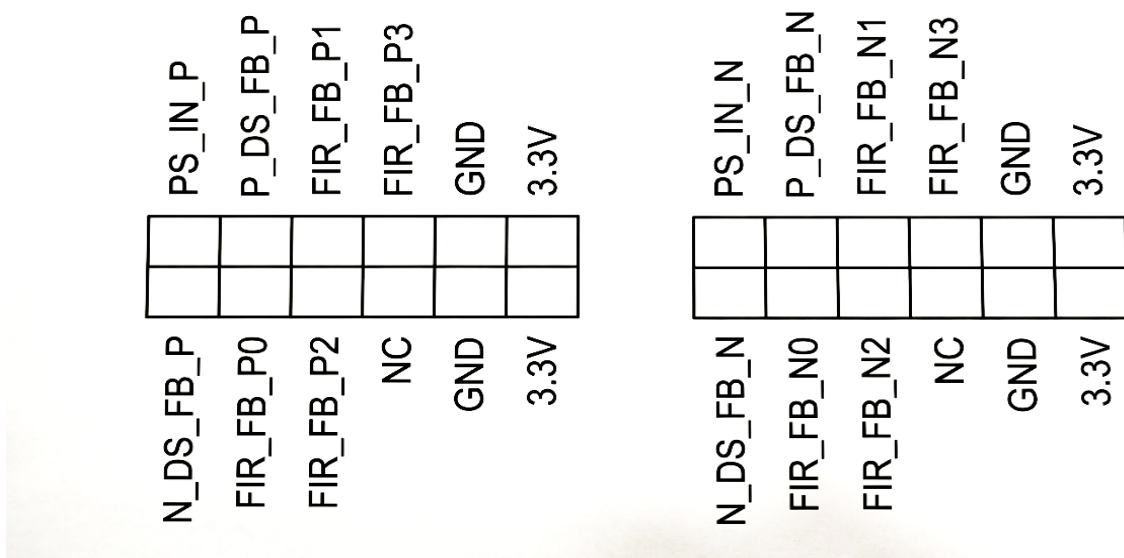 PS_IN_P
P_DS_FB_P
FIR_FB_P1
FIR_FB_P3
GND
3.3V
N_DS_FB_P
FIR_FB_P0
FIR_FB_P2
NC
GND
3.3V
PS_IN_N
P_DS_FB_N
FIR_FB_N1
FIR_FB_N3
GND
3.3V
N_DS_FB_N
FIR_FB_N0
FIR_FB_N2
NC
GND
3.3V